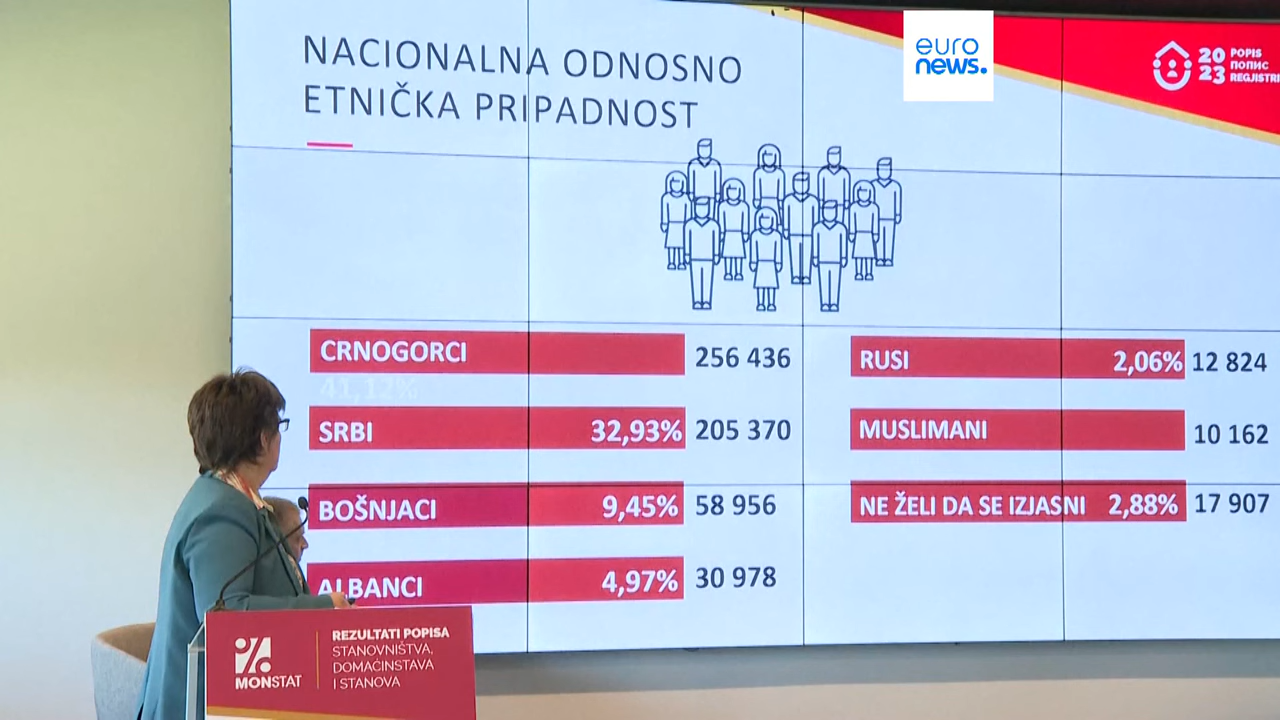 NACIONALNA ODNOSNO
ETNIČKA PRIPADNOST
euro
news.
2023
POPIS
ПОПИС
REGJISTRI
CRNOGORCI 256 436
41,12%
SRBI 32,93% 205 370
BOŠNJACI 9,45% 58 956
ALBANCI 4,97% 30 978
RUSI 2,06% 12 824
MUSLIMANI 10 162
NE ŽELI DA SE IZJASNI 2,88% 17 907
MONSTAT
REZULTATI POPISA
STANOVNIŠTVA,
DOMAĆINSTAVA
I STANOVA